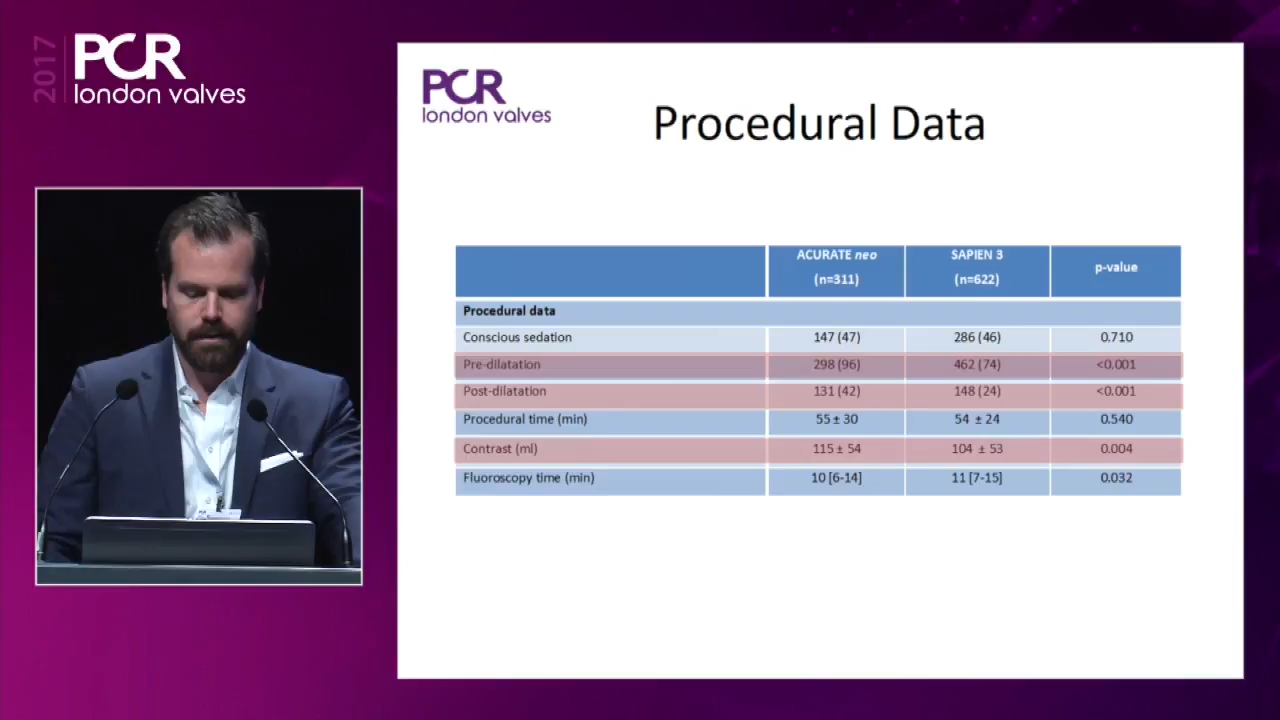 2017
PCR
london valves
PCR
london valves
Procedural Data
ACURATE neo (n=311) SAPIEN 3 (n=622) p-value
Procedural data
Conscious sedation 147 (47) 286 (46) 0.710
Pre-dilatation 298 (96) 462 (74) <0.001
Post-dilatation 131 (42) 148 (24) <0.001
Procedural time (min) 55 ± 30 54 ± 24 0.540
Contrast (ml) 115 ± 54 104 ± 53 0.004
Fluoroscopy time (min) 10 [6-14] 11 [7-15] 0.032